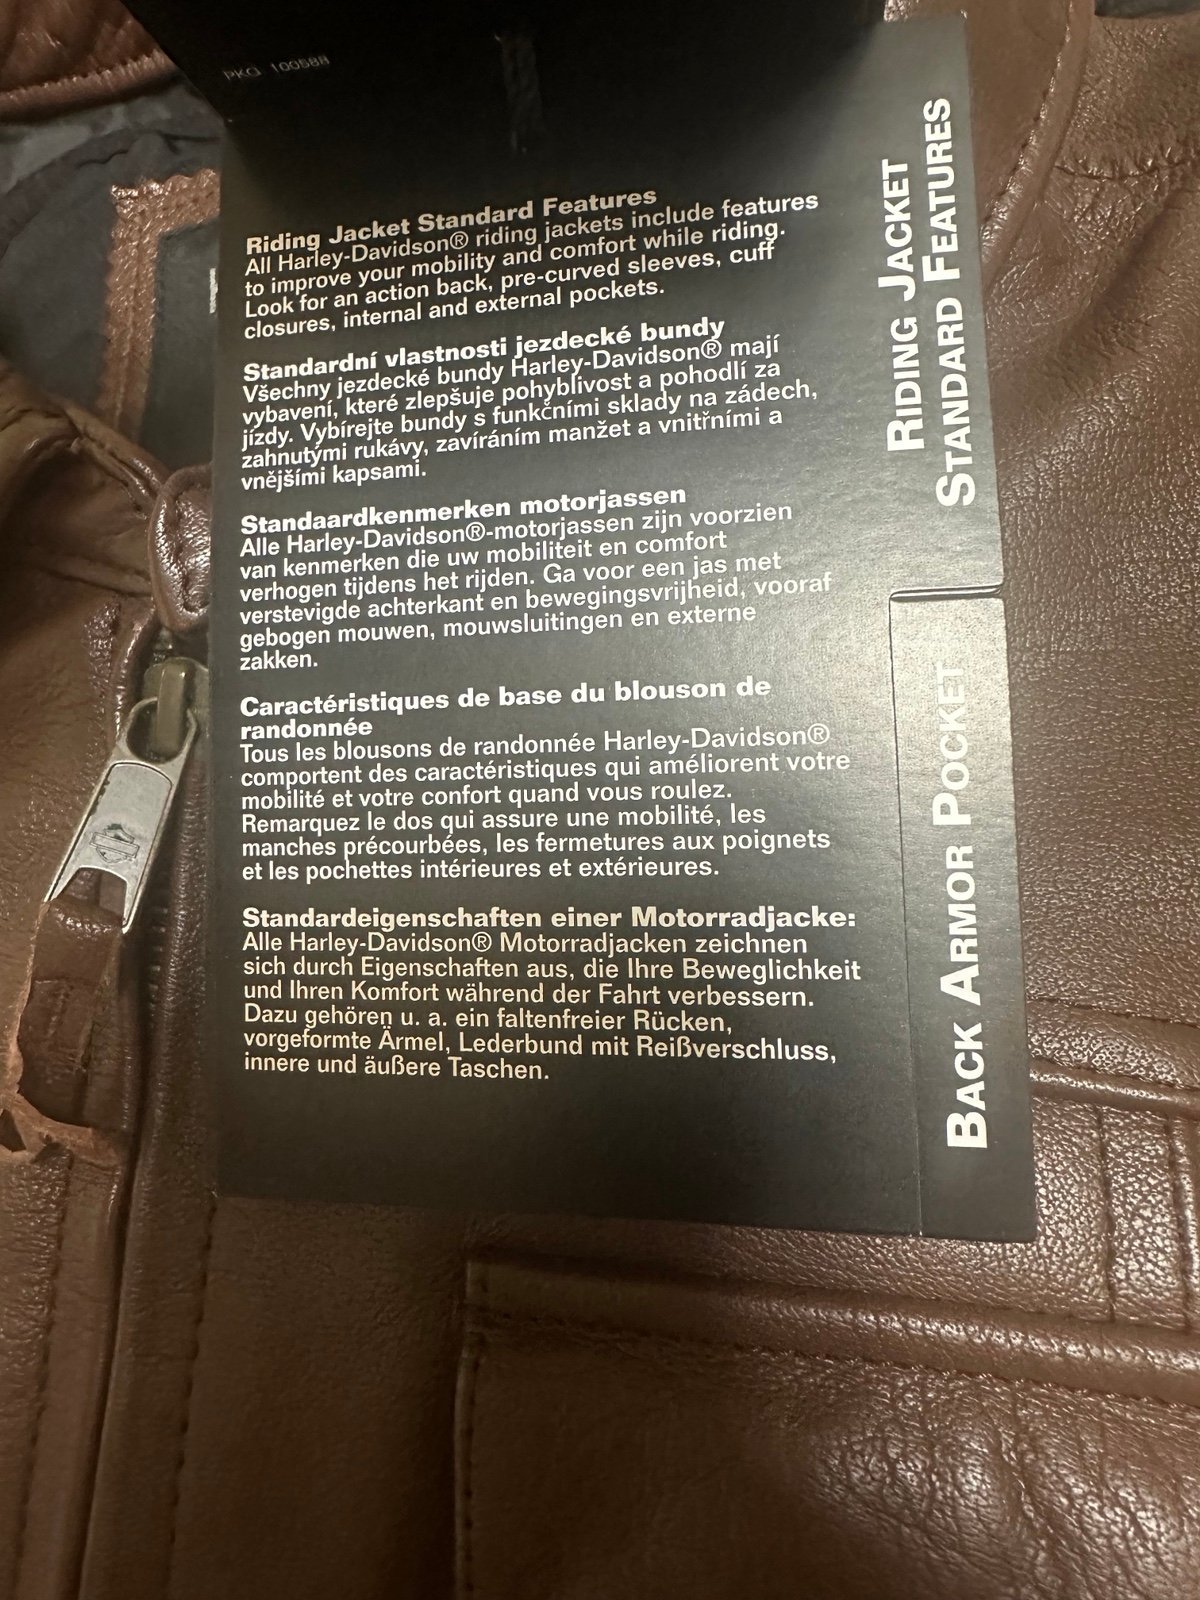 PKG 100588
Riding Jacket Standard Features
All Harley-Davidson® riding jackets include features
to improve your mobility and comfort while riding.
Look for an action back, pre-curved sleeves, cuff
closures, internal and external pockets.
Standardní vlastnosti jezdecké bundy
Všechny jezdecké bundy Harley-Davidson® mají
vybavení, které zlepšuje pohyblivost a pohodlí za
jízdy. Vybírejte bundy s funkčními sklady na zádech,
zahnutými rukávy, zavíráním manžet a vnitřními a
vnějšími kapsami.
Standaardkenmerken motorjassen
Alle Harley-Davidson®-motorjassen zijn voorzien
van kenmerken die uw mobiliteit en comfort
verhogen tijdens het rijden. Ga voor een jas met
verstevigde achterkant en bewegingsvrijheid, vooraf
gebogen mouwen, mouwsluitingen en externe
zakken.
Caractéristiques de base du blouson de
randonnée
Tous les blousons de randonnée Harley-Davidson®
comportent des caractéristiques qui améliorent votre
mobilité et votre confort quand vous roulez.
Remarquez le dos qui assure une mobilité, les
manches précourbées, les fermetures aux poignets
et les pochettes intérieures et extérieures.
Standardeigenschaften einer Motorradjacke:
Alle Harley-Davidson® Motorradjacken zeichnen
sich durch Eigenschaften aus, die Ihre Beweglichkeit
und Ihren Komfort während der Fahrt verbessern.
Dazu gehören u. a. ein faltenfreier Rücken,
vorgeformte Ärmel, Lederbund mit Reißverschluss,
innere und äußere Taschen.
RIDING JACKET
STANDARD FEATURES
BACK ARMOR POCKET